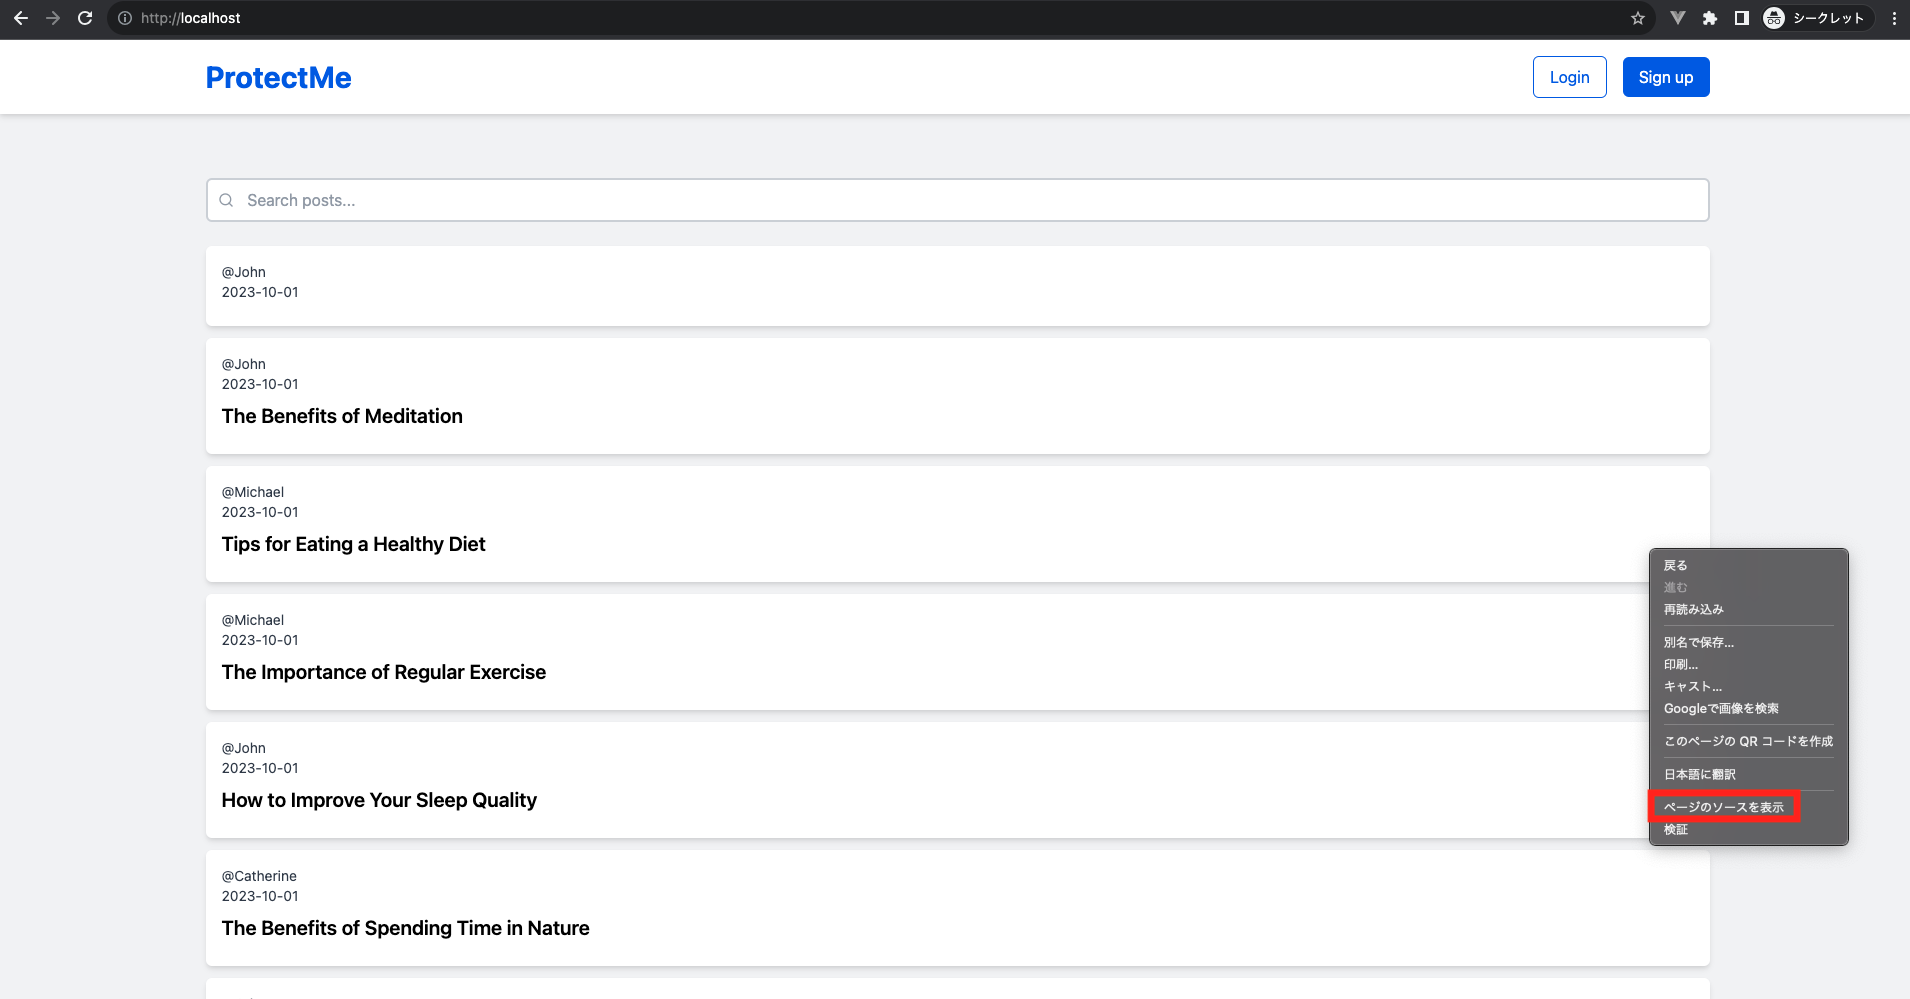 http://localhost
シークレット
ProtectMe
Login
Sign up
Search posts...
@John
2023-10-01
@John
2023-10-01
The Benefits of Meditation
@Michael
2023-10-01
Tips for Eating a Healthy Diet
@Michael
2023-10-01
The Importance of Regular Exercise
@John
2023-10-01
How to Improve Your Sleep Quality
@Catherine
2023-10-01
The Benefits of Spending Time in Nature
戻る
進む
再読み込み
別名で保存...
印刷...
キャスト...
Googleで画像を検索
このページの QR コードを作成
日本語に翻訳
ページのソースを表示
検証